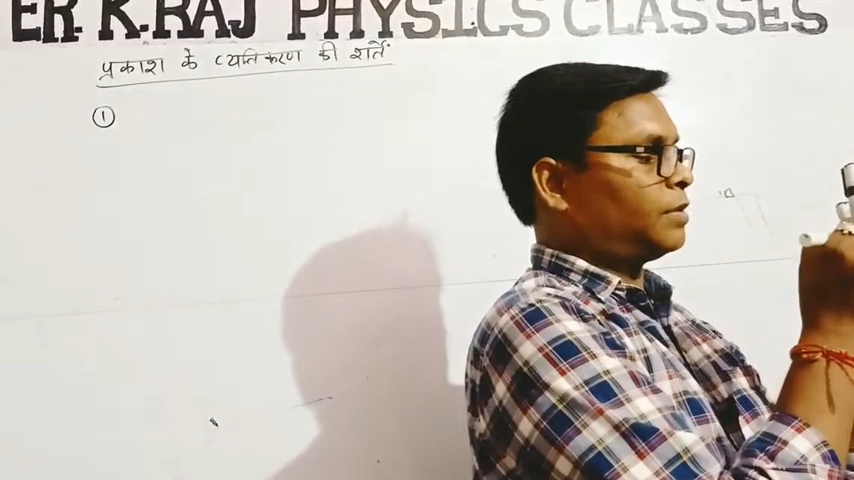 ER. K.RAJ PHYSICS CLASSES
प्रकाश के व्यतिकरण की शर्तें
①